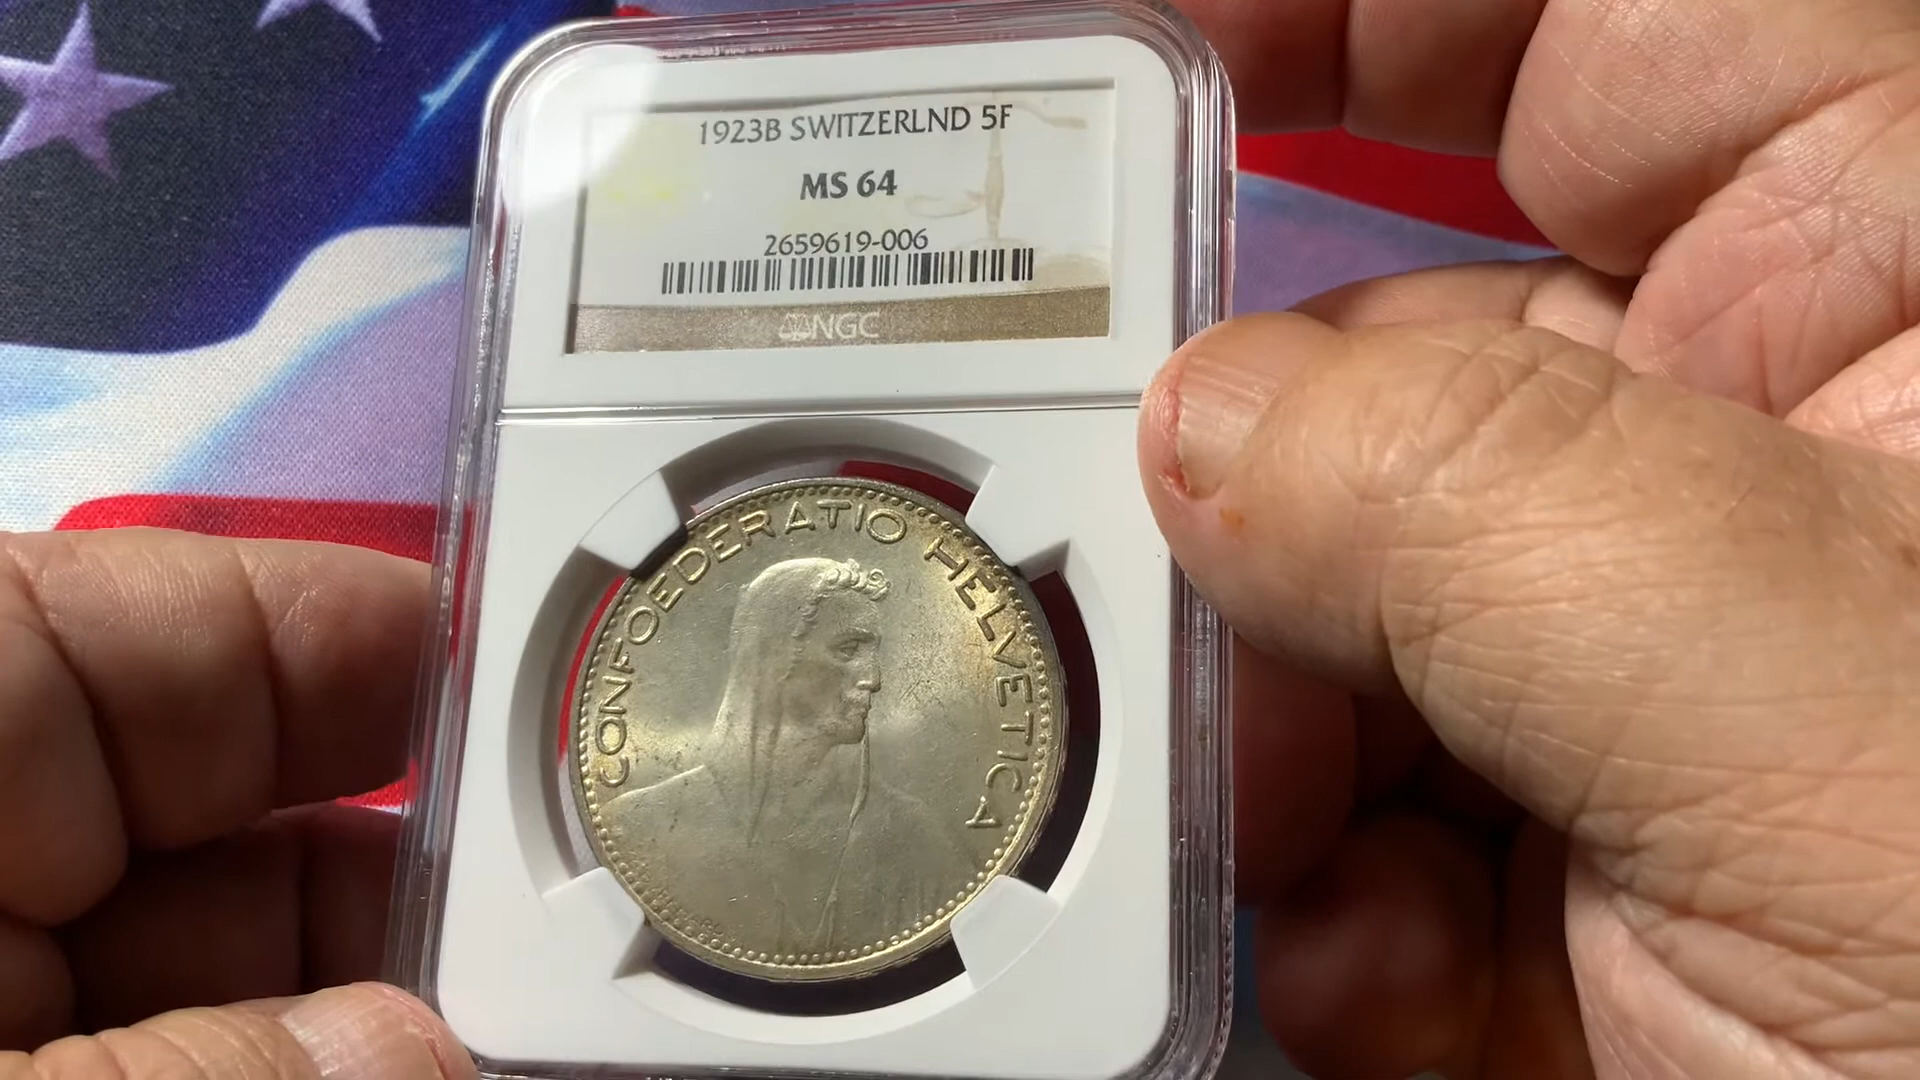 1923B SWITZERLND 5F
MS 64
2659619-006
NGC
CONFOEDERATIO HELVETICA